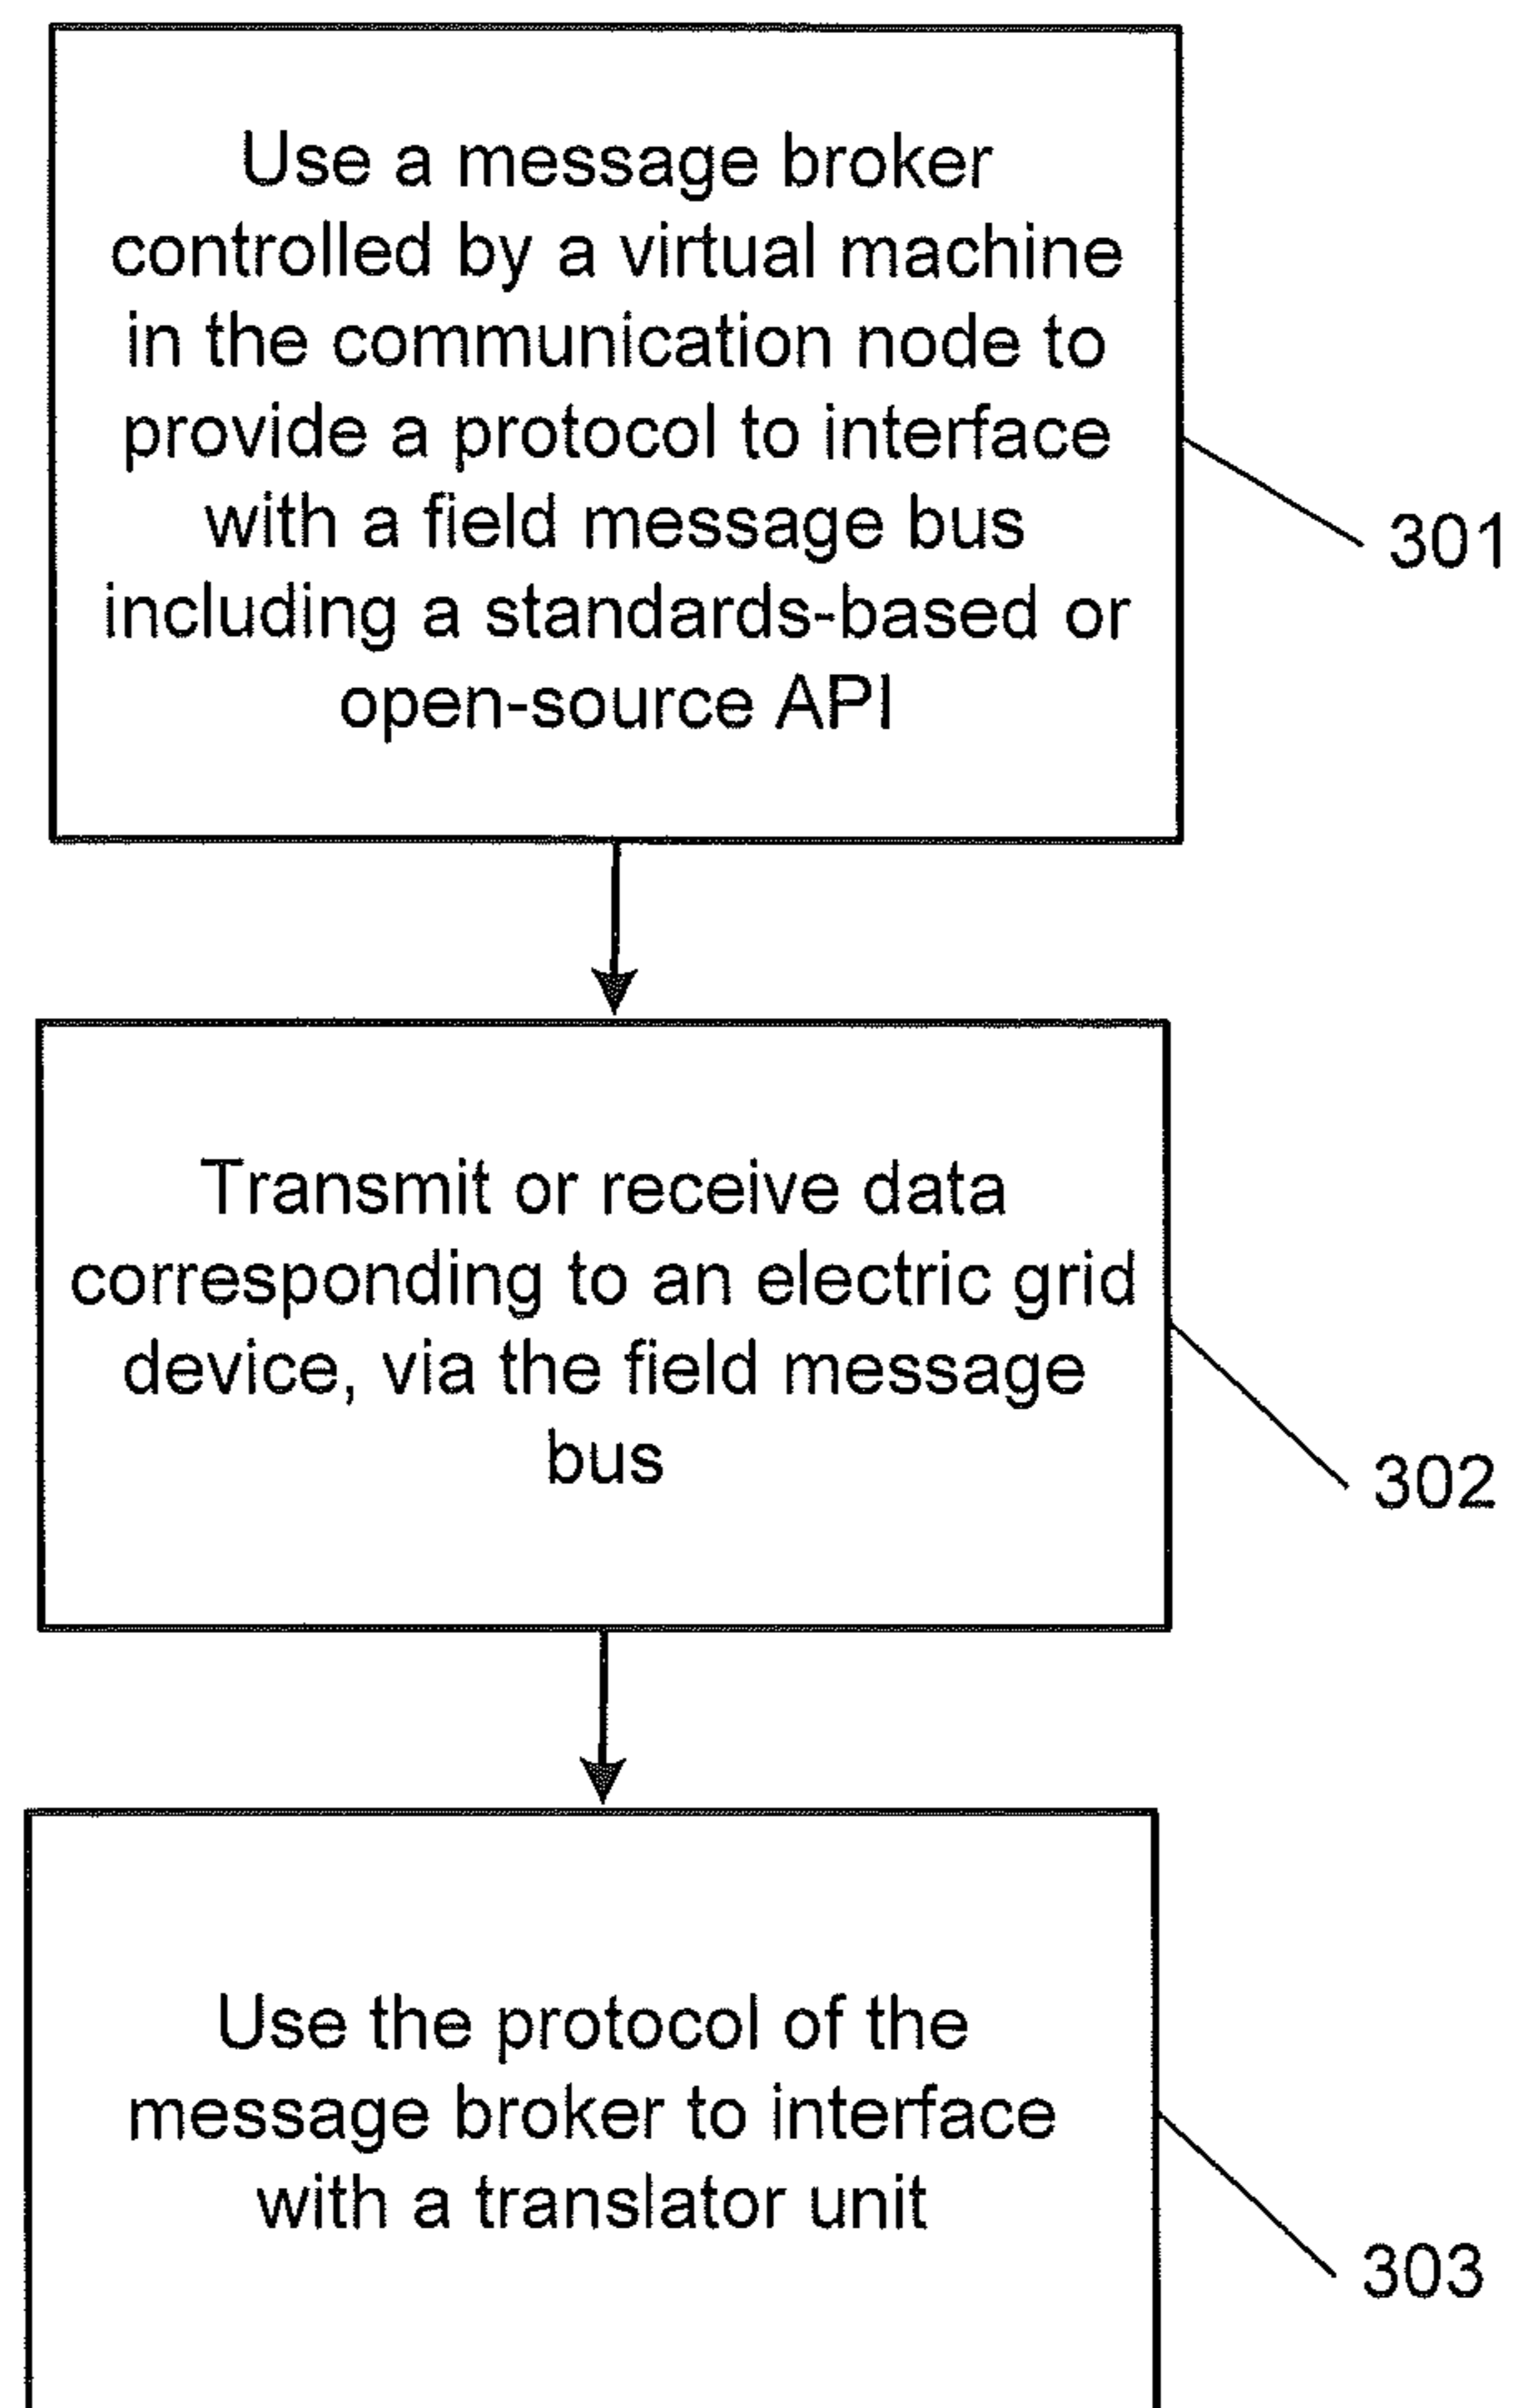 Use a message broker
controlled by a virtual machine
in the communication node to
provide a protocol to interface
with a field message bus
including a standards-based or
open-source API
301
Transmit or receive data
corresponding to an electric grid
device, via the field message
bus
302
Use the protocol of the
message broker to interface
with a translator unit
303